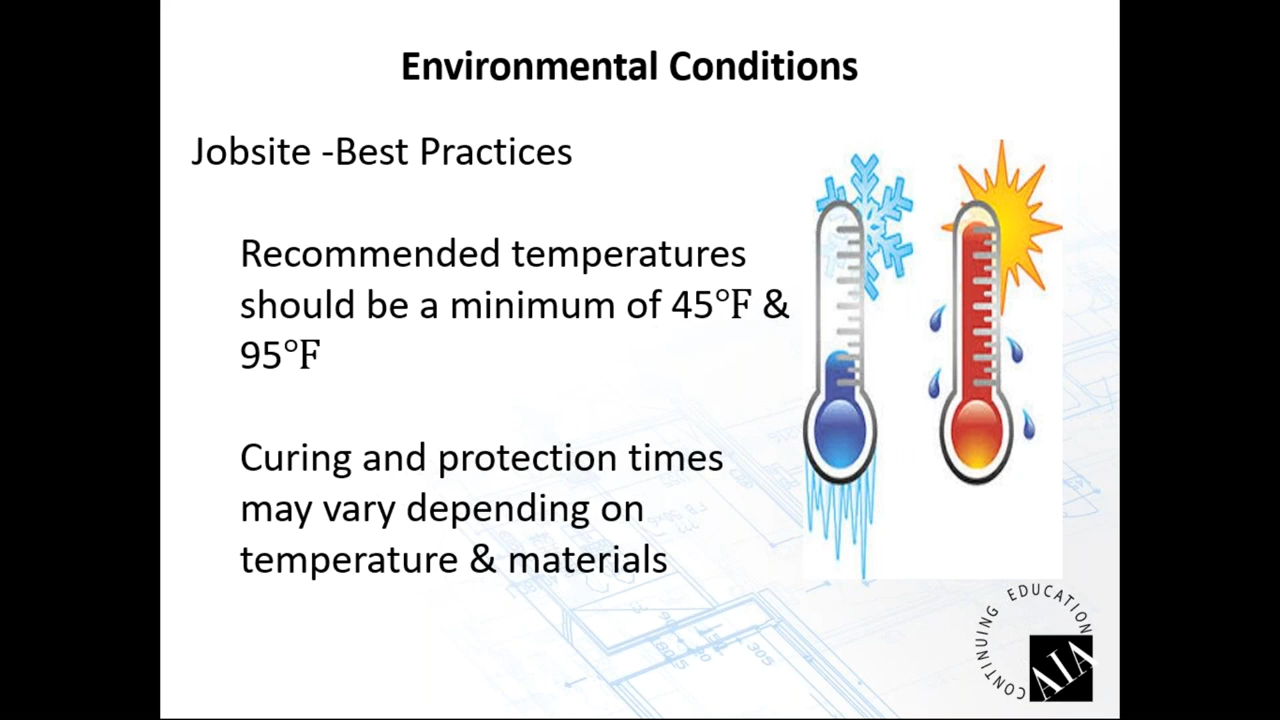 Environmental Conditions
Jobsite -Best Practices
Recommended temperatures
should be a minimum of 45°F &
95°F
Curing and protection times
may vary depending on
temperature & materials
CONTINUING EDUCATION
AIA
305